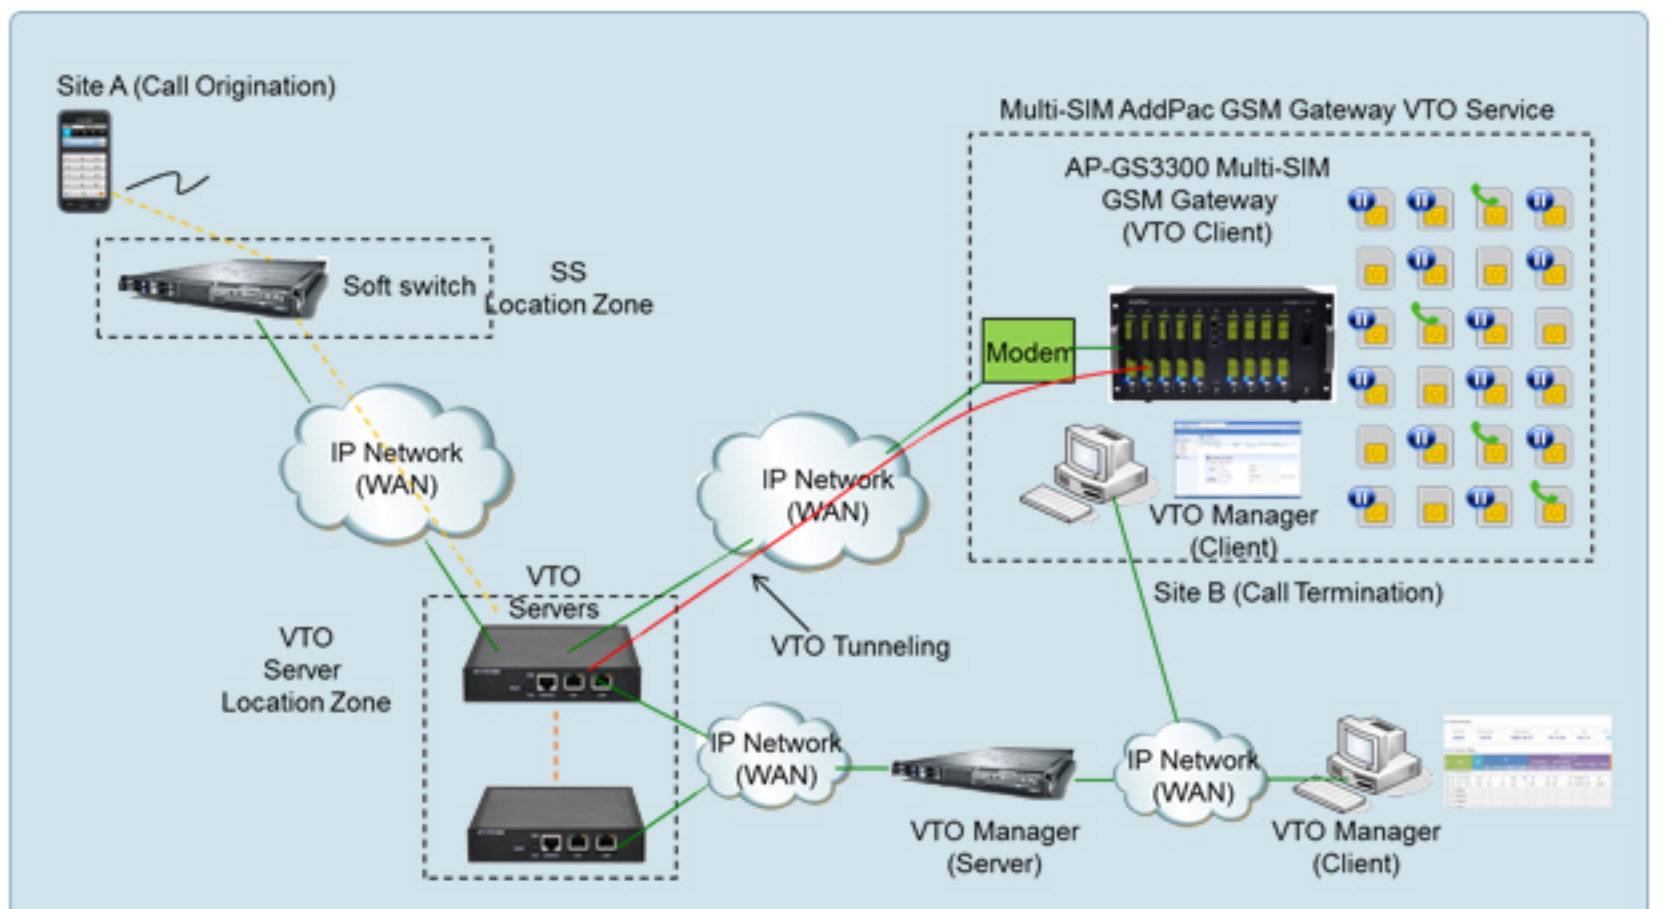 Site A (Call Origination)
Multi-SIM AddPac GSM Gateway VTO Service
AP-GS3300 Multi-SIM
GSM Gateway
(VTO Client)
Soft switch
SS
Location Zone
Modem
IP Network
(WAN)
IP Network
(WAN)
VTO Manager
(Client)
Site B (Call Termination)
VTO
Servers
VTO
Server
Location Zone
VTO Tunneling
IP Network
(WAN)
IP Network
(WAN)
VTO Manager
(Server)
VTO Manager
(Client)